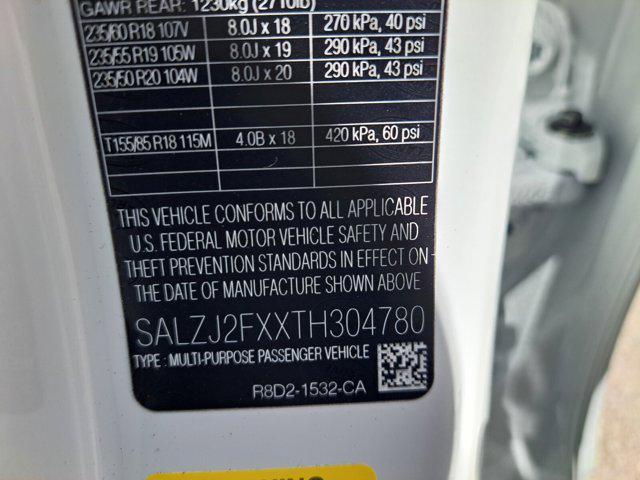 GAWR REAR: 1230kg (2710lb)
235/60 R18 107V 8.0J x 18 270 kPa, 40 psi
235/55 R19 105W 8.0J x 19 290 kPa, 43 psi
235/50 R20 104W 8.0J x 20 290 kPa, 43 psi
T155/85 R18 115M 4.0B x 18 420 kPa, 60 psi
THIS VEHICLE CONFORMS TO ALL APPLICABLE
U.S. FEDERAL MOTOR VEHICLE SAFETY AND
THEFT PREVENTION STANDARDS IN EFFECT ON
THE DATE OF MANUFACTURE SHOWN ABOVE
SALZJ2FXXTH304780
TYPE : MULTI-PURPOSE PASSENGER VEHICLE
R8D2-1532-CA